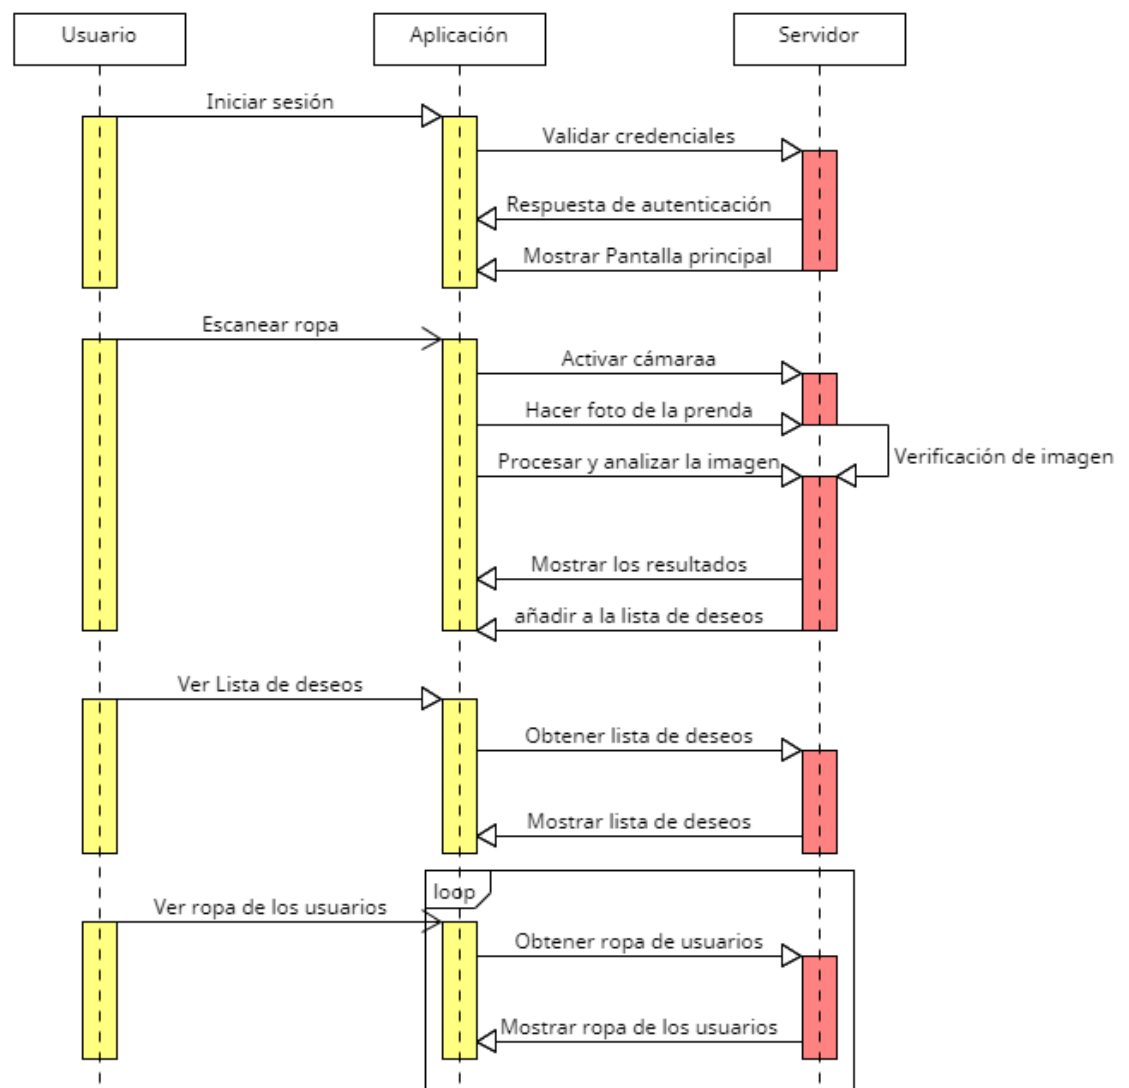 Usuario
Aplicación
Servidor
Iniciar sesión
Validar credenciales
Respuesta de autenticación
Mostrar Pantalla principal
Escanear ropa
Activar cámaraa
Hacer foto de la prenda
Verificación de imagen
Procesar y analizar la imagen
Mostrar los resultados
añadir a la lista de deseos
Ver Lista de deseos
Obtener lista de deseos
Mostrar lista de deseos
loop
Ver ropa de los usuarios
Obtener ropa de usuarios
Mostrar ropa de los usuarios